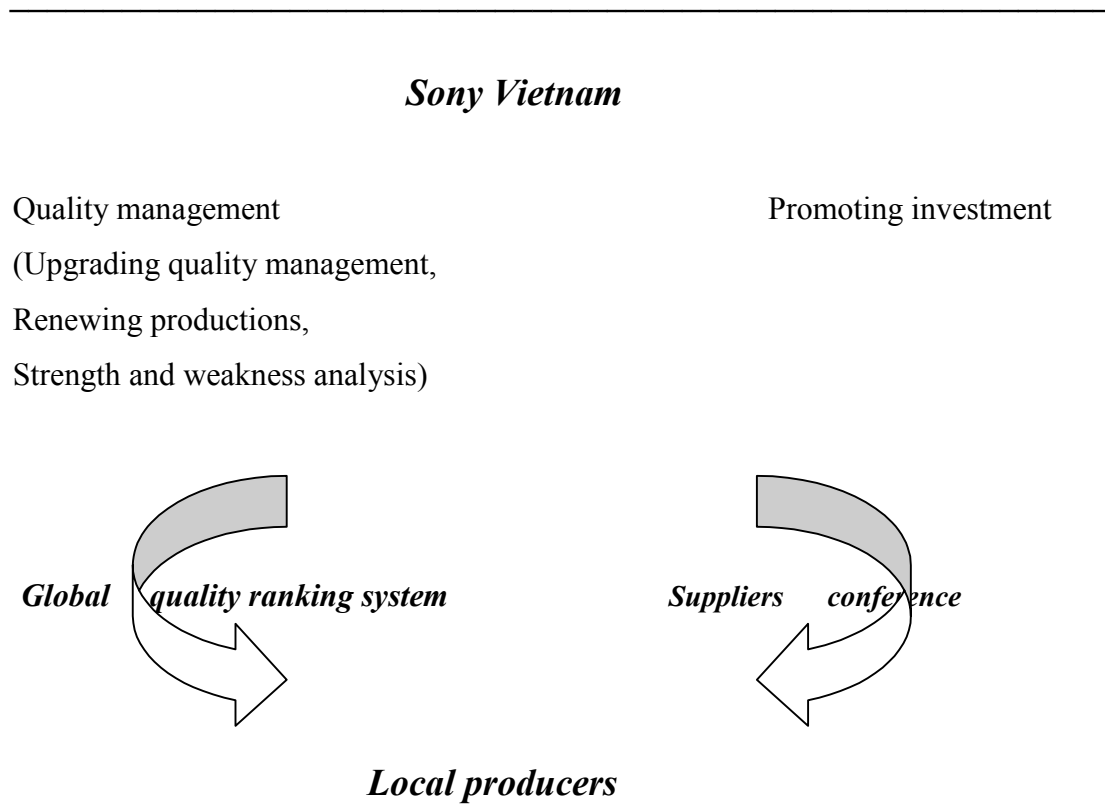 Sony Vietnam
Quality management Promoting investment
(Upgrading quality management,
Renewing productions,
Strength and weakness analysis)
Global quality ranking system Suppliers conference
Local producers